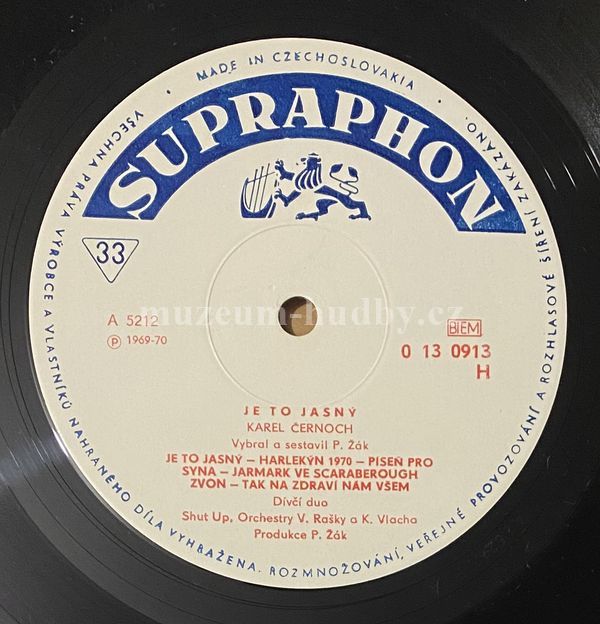 MADE IN CZECHOSLOVAKIA
VŠECHNA PRÁVA VÝROBCE A VLASTNÍKŮ NAHRANÉHO DÍLA VYHRAŽENA. ROZMNOŽOVÁNÍ, VEŘEJNÉ PROVOZOVÁNÍ A ROZHLASOVÉ ŠÍŘENÍ ZAKÁZÁNO.
SUPRAPHON
33
muzeum-hudby.cz
A 5212
Ⓟ 1969-70
BIEM
0 13 0913
H
JE TO JASNÝ
KAREL ČERNOCH
Vybral a sestavil P. Žák
JE TO JASNÝ – HARLEKÝN 1970 – PISEŇ PRO
SYNA – JARMARK VE SCARABEROUGH
ZVON – TAK NA ZDRAVÍ NÁM VŠEM
Dívčí duo
Shut Up, Orchestry V. Rašky a K. Vlacha
Produkce P. Žák